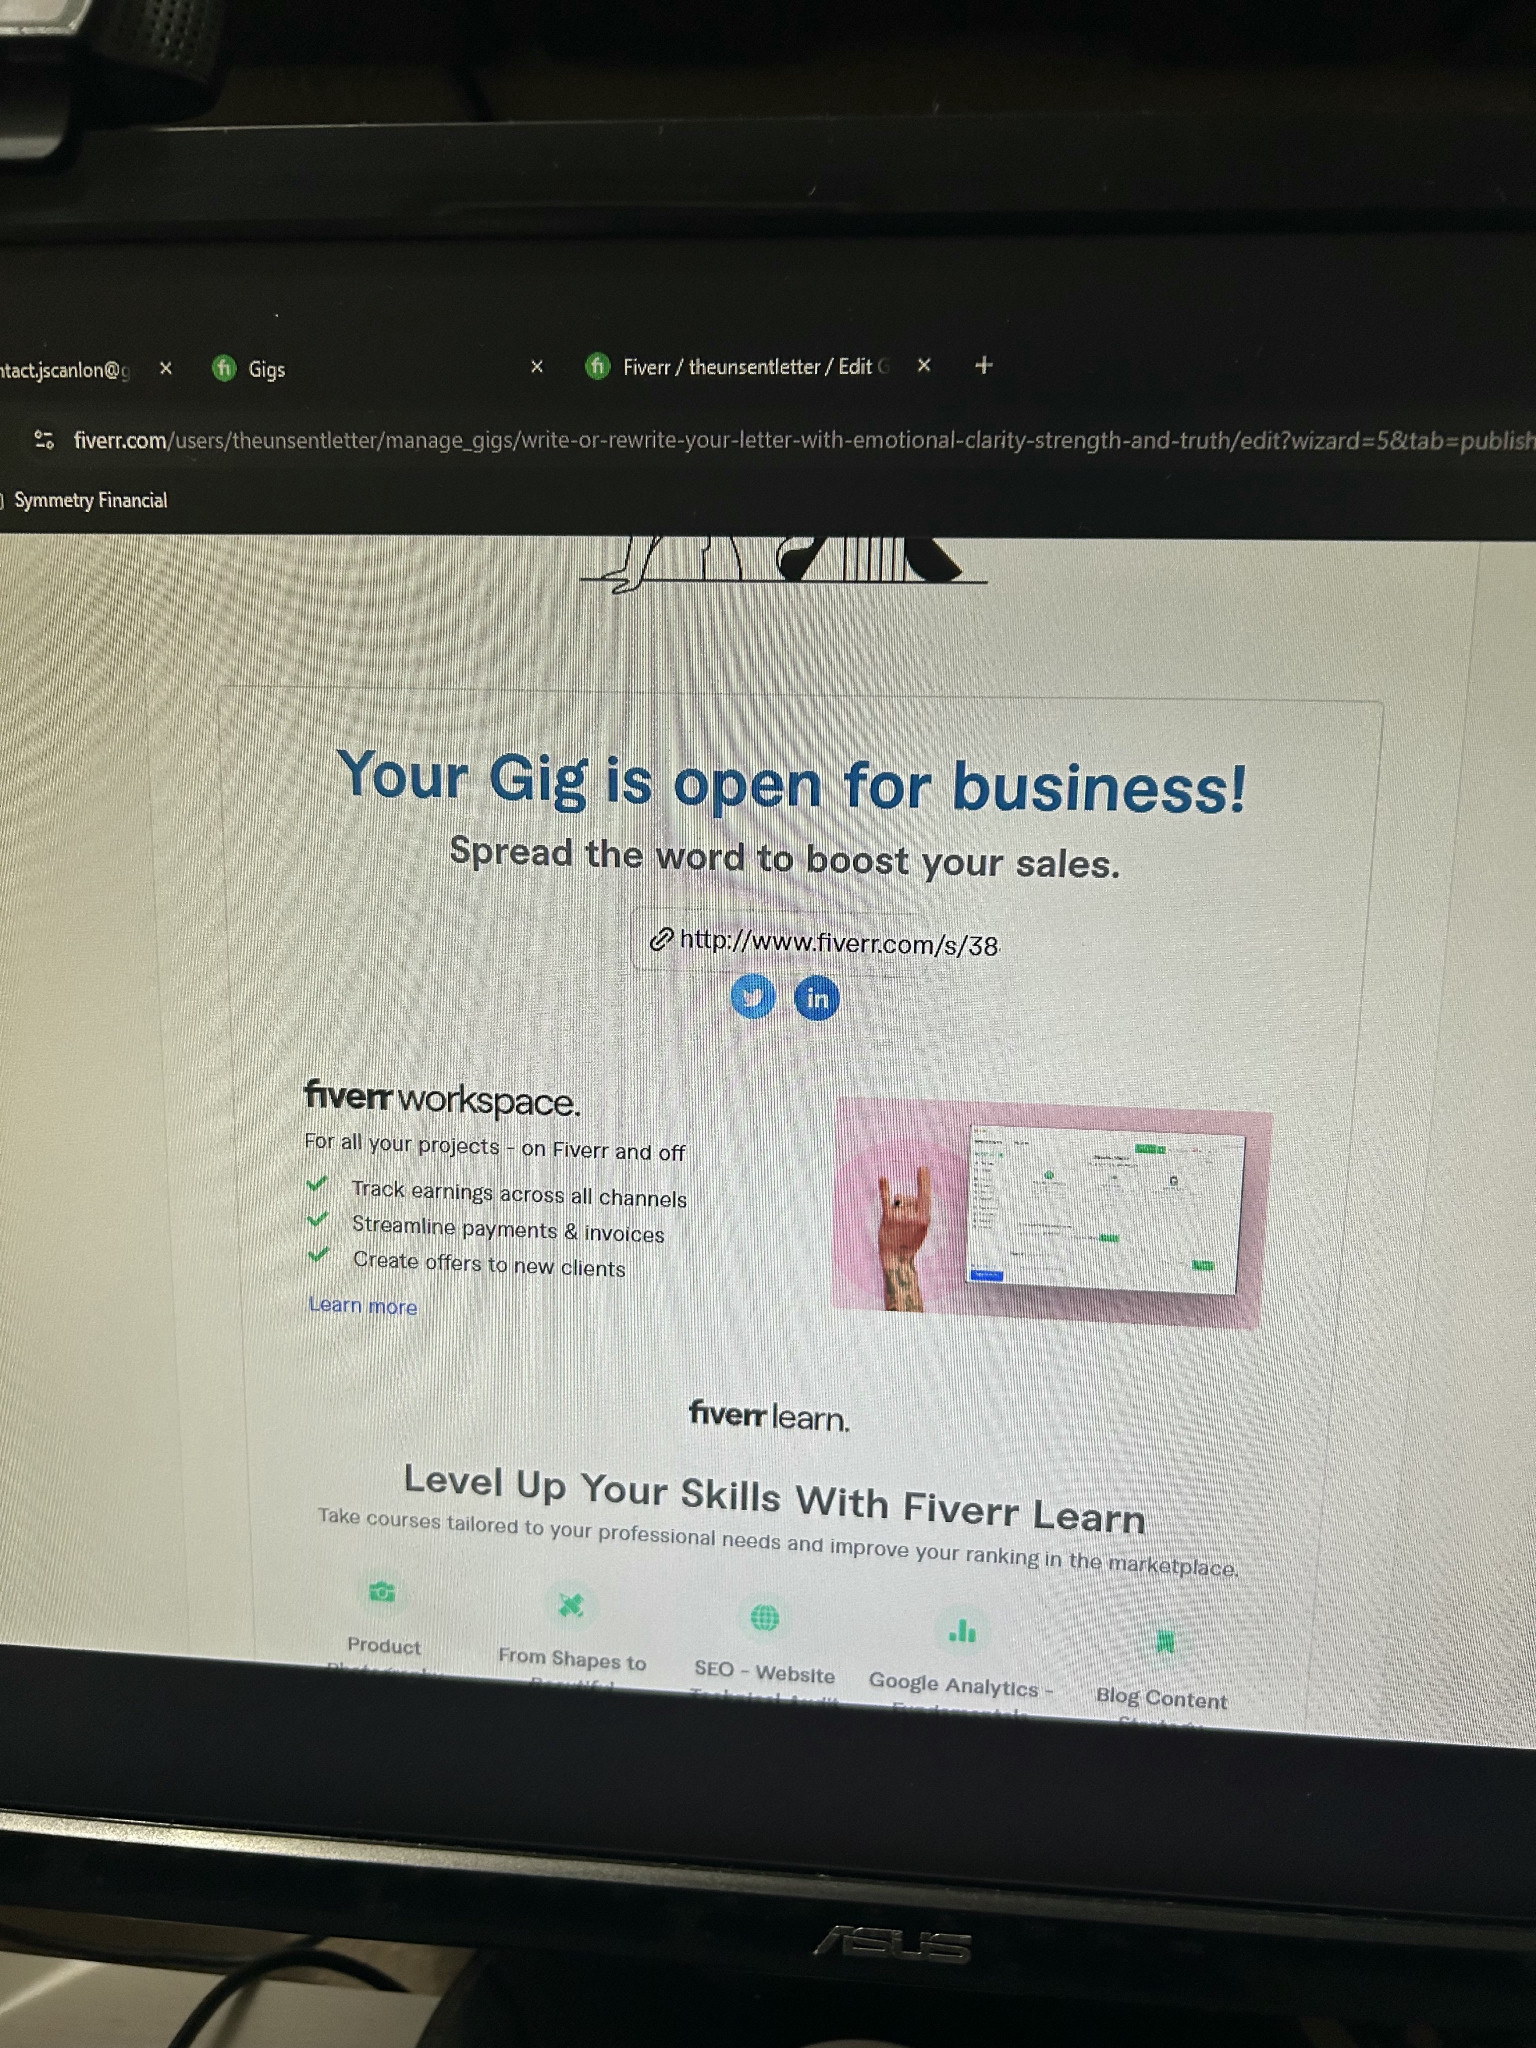 ntact.jscanlon@g
Gigs
Fiverr / theunsentletter / Edit G
fiverr.com/users/theunsentletter/manage_gigs/write-or-rewrite-your-letter-with-emotional-clarity-strength-and-truth/edit?wizard=5&tab=publish
Symmetry Financial
Your Gig is open for business!
Spread the word to boost your sales.
http://www.fiverr.com/s/38
in
fiverr workspace.
For all your projects - on Fiverr and off
Track earnings across all channels
Streamline payments & invoices
Create offers to new clients
Learn more
fiverr learn.
Level Up Your Skills With Fiverr Learn
Take courses tailored to your professional needs and improve your ranking in the marketplace.
Product
From Shapes to
SEO - Website
Google Analytics -
Blog Content
ASUS